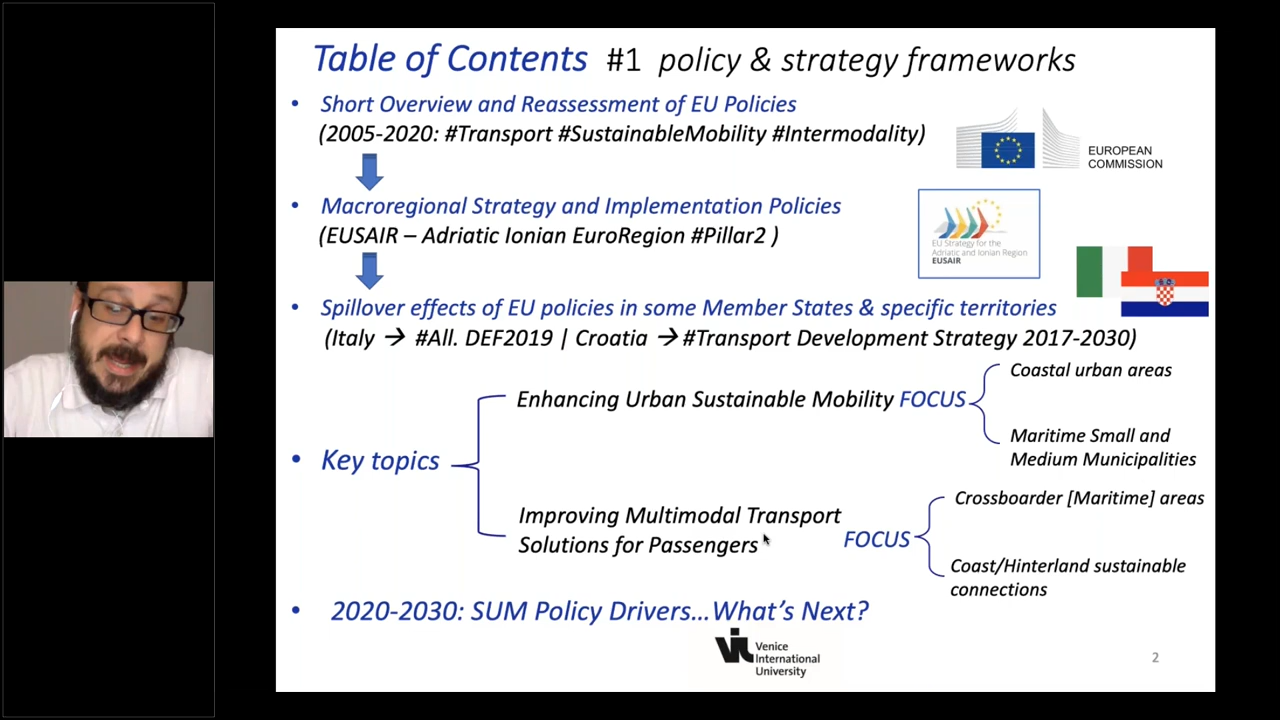 Table of Contents #1 policy & strategy frameworks
• Short Overview and Reassessment of EU Policies
(2005-2020: #Transport #SustainableMobility #Intermodality)
EUROPEAN
COMMISSION
• Macroregional Strategy and Implementation Policies
(EUSAIR – Adriatic Ionian EuroRegion #Pillar2 )
EU Strategy for the
Adriatic and Ionian Region
EUSAIR
• Spillover effects of EU policies in some Member States & specific territories
(Italy → #All. DEF2019 | Croatia → #Transport Development Strategy 2017-2030)
• Key topics
Enhancing Urban Sustainable Mobility FOCUS
Coastal urban areas
Maritime Small and
Medium Municipalities
Improving Multimodal Transport
Solutions for Passengers
FOCUS
Crossboarder [Maritime] areas
Coast/Hinterland sustainable
connections
• 2020-2030: SUM Policy Drivers…What’s Next?
VIU
Venice
International
University
2